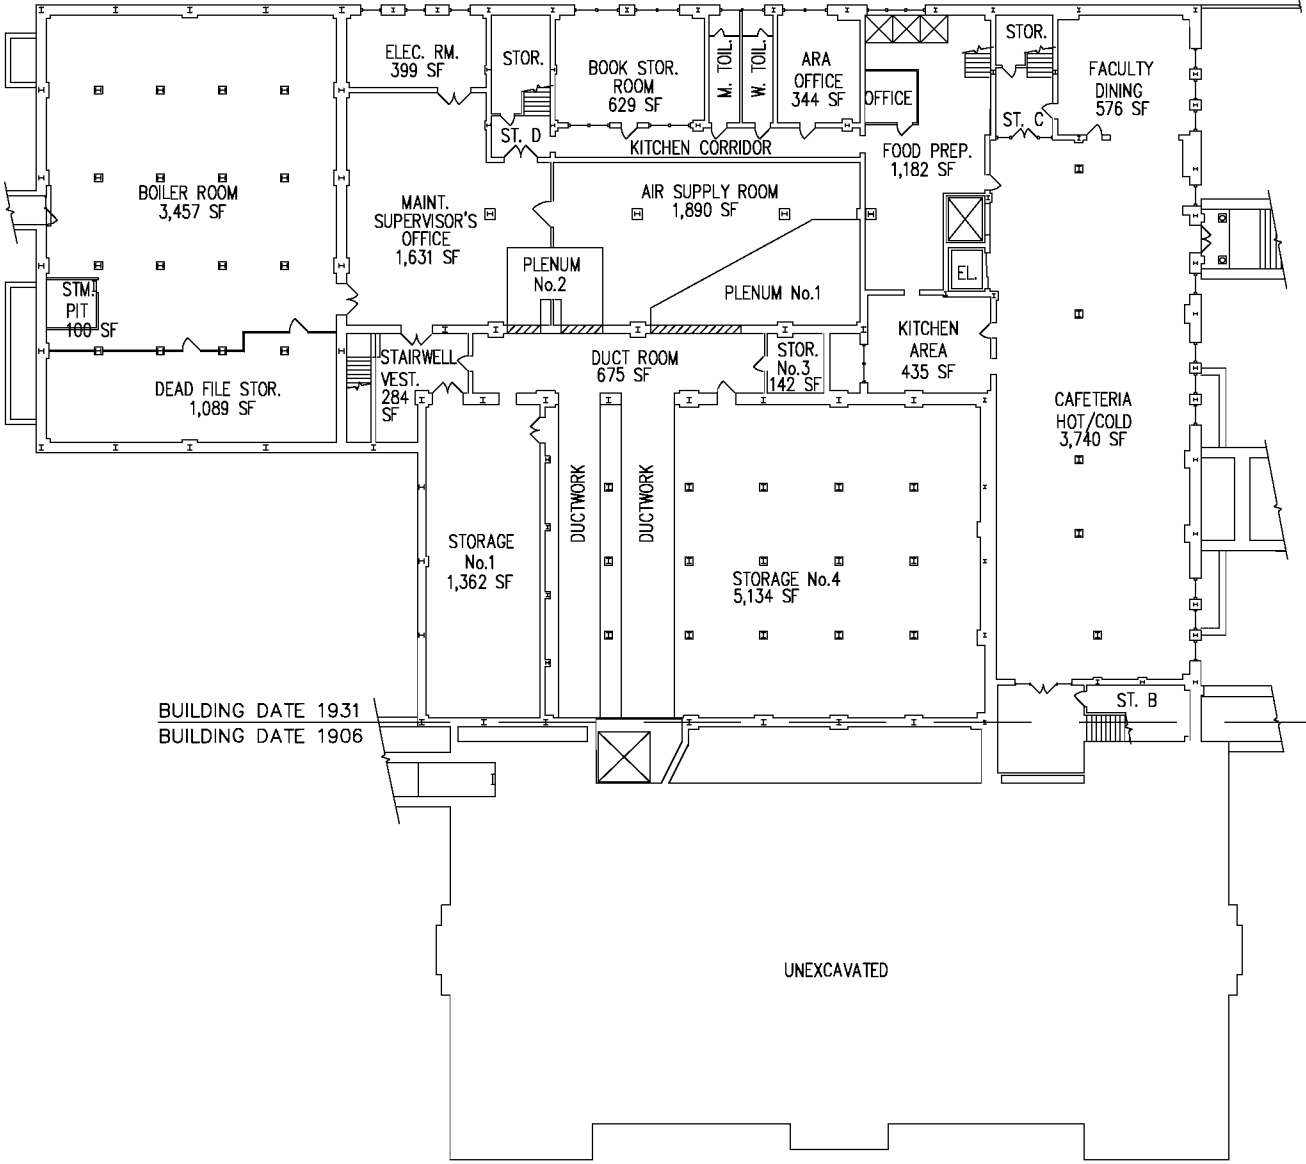 ELEC. RM.
399 SF
STOR.
BOOK STOR.
ROOM
629 SF
M. TOIL.
W. TOIL.
ARA
OFFICE
344 SF
OFFICE
STOR.
FACULTY
DINING
576 SF
ST. C
ST. D
KITCHEN CORRIDOR
FOOD PREP.
1,182 SF
BOILER ROOM
3,457 SF
MAINT.
SUPERVISOR'S
OFFICE
1,631 SF
AIR SUPPLY ROOM
1,890 SF
PLENUM
No.2
PLENUM No.1
EL.
STM.
PIT
100 SF
KITCHEN
AREA
435 SF
STAIRWELL
VEST.
284
SF
DUCT ROOM
675 SF
STOR.
No.3
142 SF
DEAD FILE STOR.
1,089 SF
CAFETERIA
HOT/COLD
3,740 SF
DUCTWORK
DUCTWORK
STORAGE
No.1
1,362 SF
STORAGE No.4
5,134 SF
ST. B
BUILDING DATE 1931
BUILDING DATE 1906
UNEXCAVATED